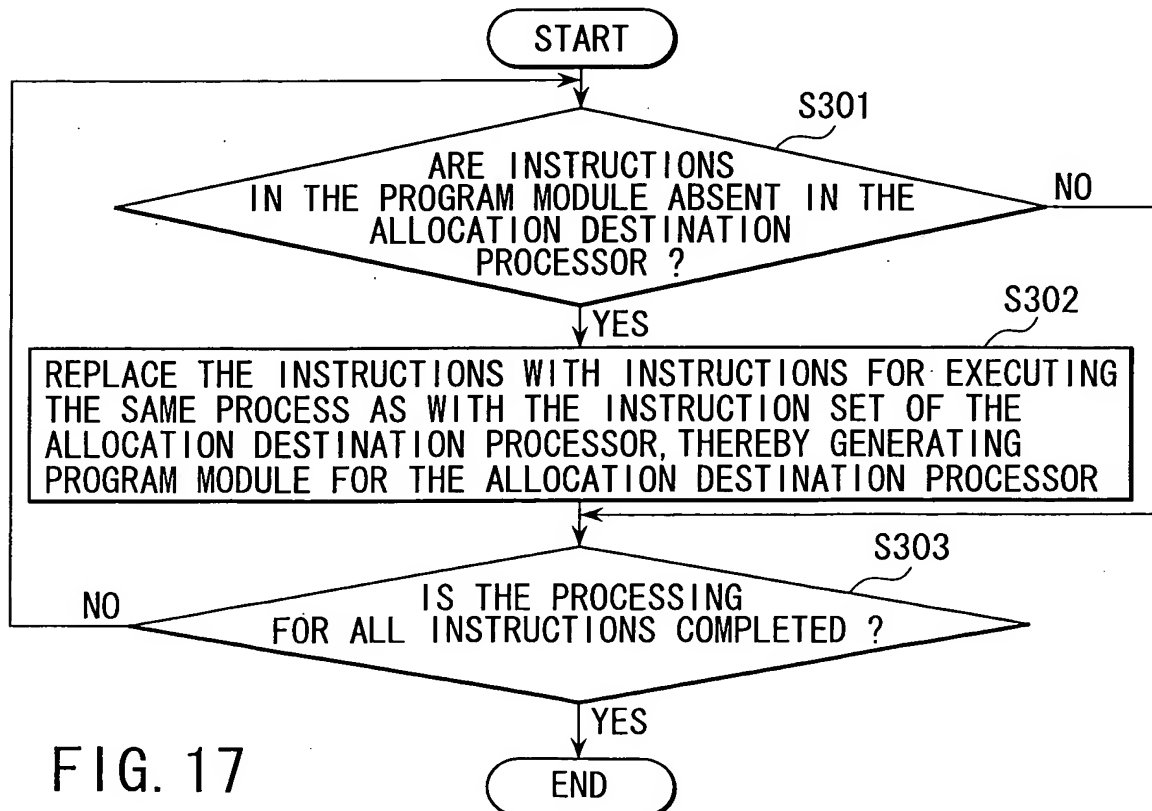 START
S301
ARE INSTRUCTIONS
IN THE PROGRAM MODULE ABSENT IN THE
ALLOCATION DESTINATION
PROCESSOR ?
NO
YES
S302
REPLACE THE INSTRUCTIONS WITH INSTRUCTIONS FOR EXECUTING
THE SAME PROCESS AS WITH THE INSTRUCTION SET OF THE
ALLOCATION DESTINATION PROCESSOR, THEREBY GENERATING
PROGRAM MODULE FOR THE ALLOCATION DESTINATION PROCESSOR
S303
IS THE PROCESSING
FOR ALL INSTRUCTIONS COMPLETED ?
NO
YES
END
FIG. 17